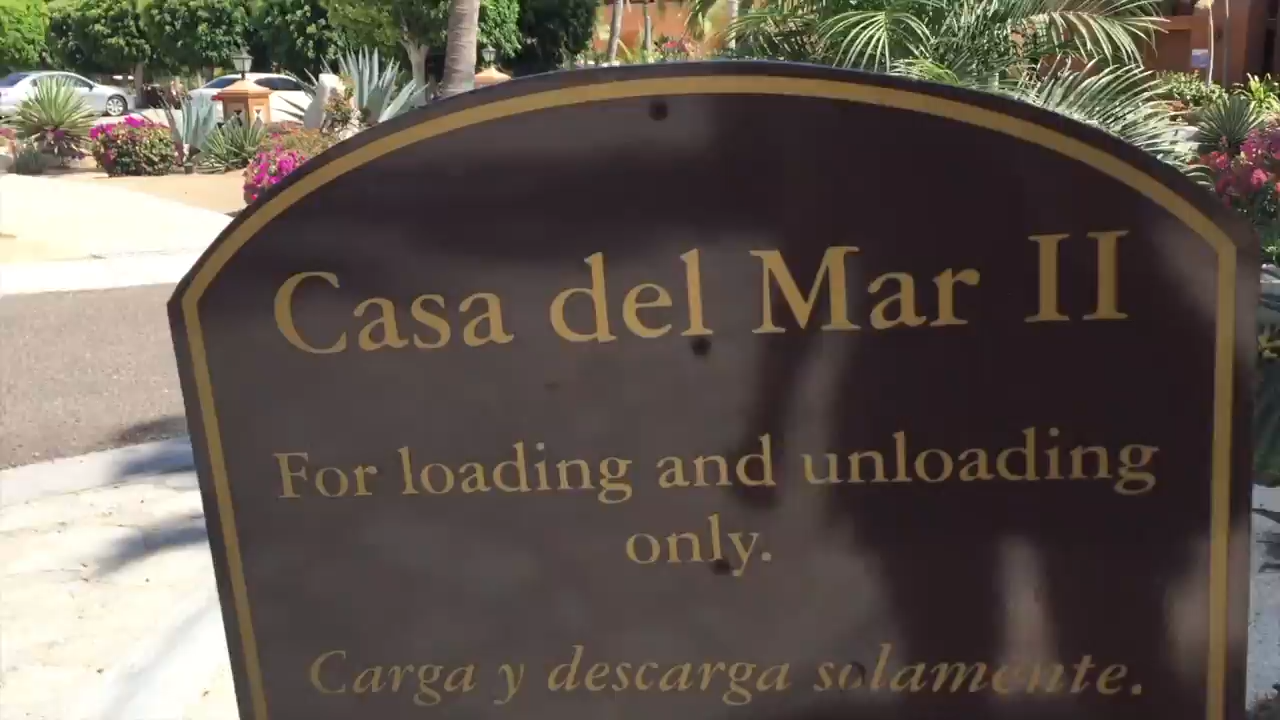 Casa del Mar II
For loading and unloading
only.
Carga y descarga solamente.